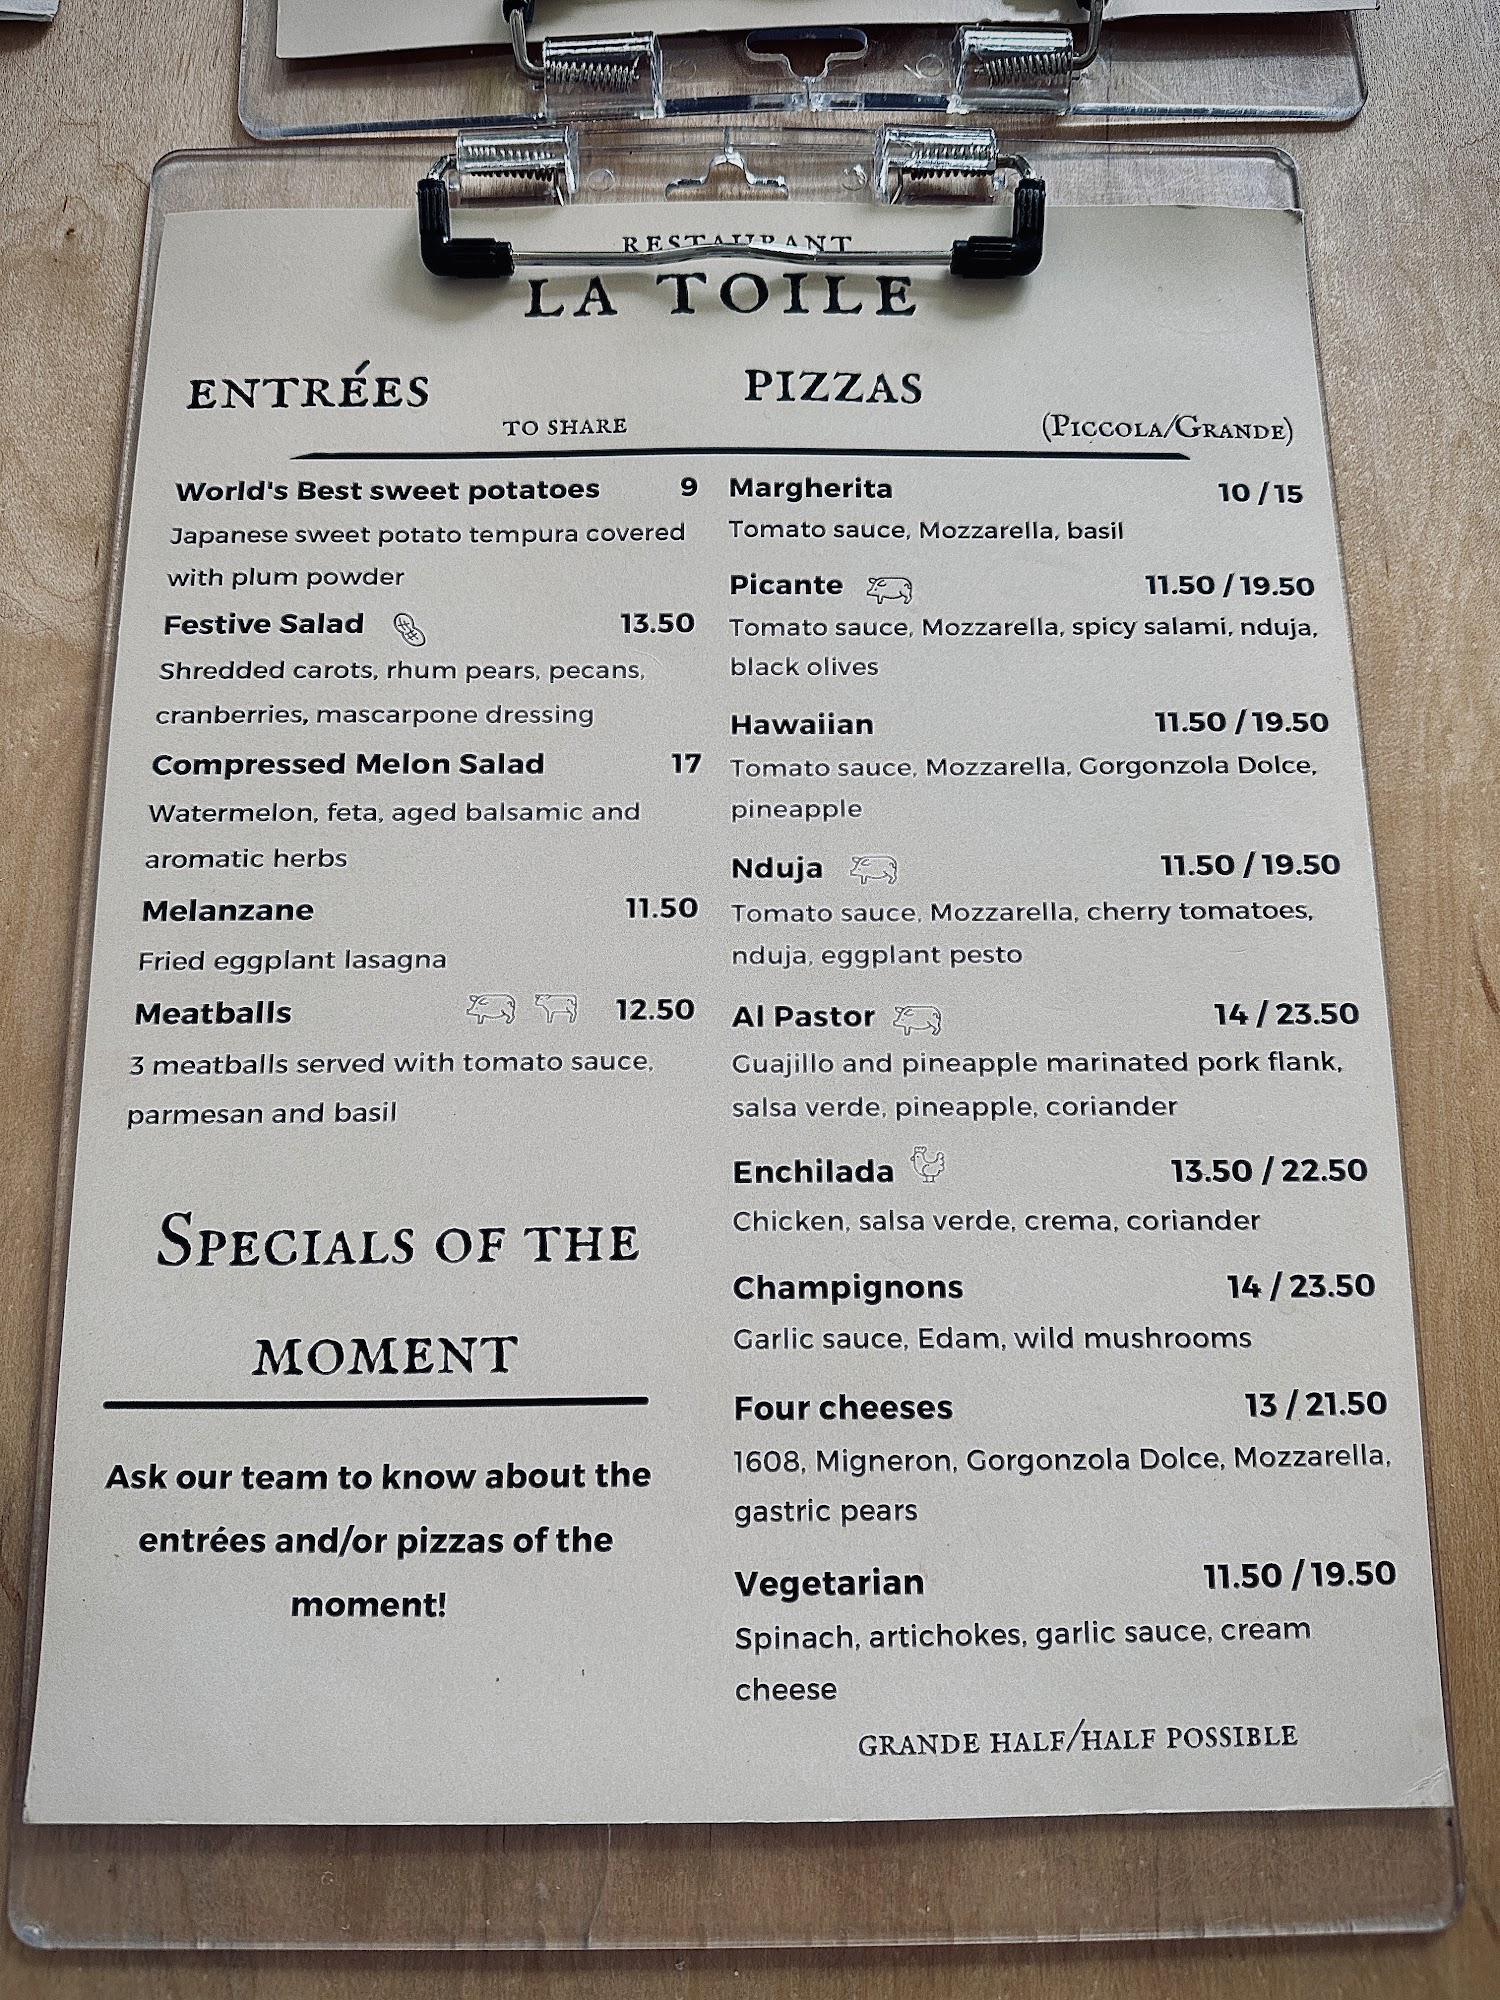 RESTAURANT
LA TOILE
ENTRÉES
TO SHARE
World's Best sweet potatoes 9
Japanese sweet potato tempura covered
with plum powder
Festive Salad 13.50
Shredded carots, rhum pears, pecans,
cranberries, mascarpone dressing
Compressed Melon Salad 17
Watermelon, feta, aged balsamic and
aromatic herbs
Melanzane 11.50
Fried eggplant lasagna
Meatballs 12.50
3 meatballs served with tomato sauce,
parmesan and basil
Specials of the
moment
Ask our team to know about the
entrées and/or pizzas of the
moment!
PIZZAS
(Piccola/Grande)
Margherita 10 / 15
Tomato sauce, Mozzarella, basil
Picante 11.50 / 19.50
Tomato sauce, Mozzarella, spicy salami, nduja,
black olives
Hawaiian 11.50 / 19.50
Tomato sauce, Mozzarella, Gorgonzola Dolce,
pineapple
Nduja 11.50 / 19.50
Tomato sauce, Mozzarella, cherry tomatoes,
nduja, eggplant pesto
Al Pastor 14 / 23.50
Guajillo and pineapple marinated pork flank,
salsa verde, pineapple, coriander
Enchilada 13.50 / 22.50
Chicken, salsa verde, crema, coriander
Champignons 14 / 23.50
Garlic sauce, Edam, wild mushrooms
Four cheeses 13 / 21.50
1608, Migneron, Gorgonzola Dolce, Mozzarella,
gastric pears
Vegetarian 11.50 / 19.50
Spinach, artichokes, garlic sauce, cream
cheese
GRANDE HALF/HALF POSSIBLE